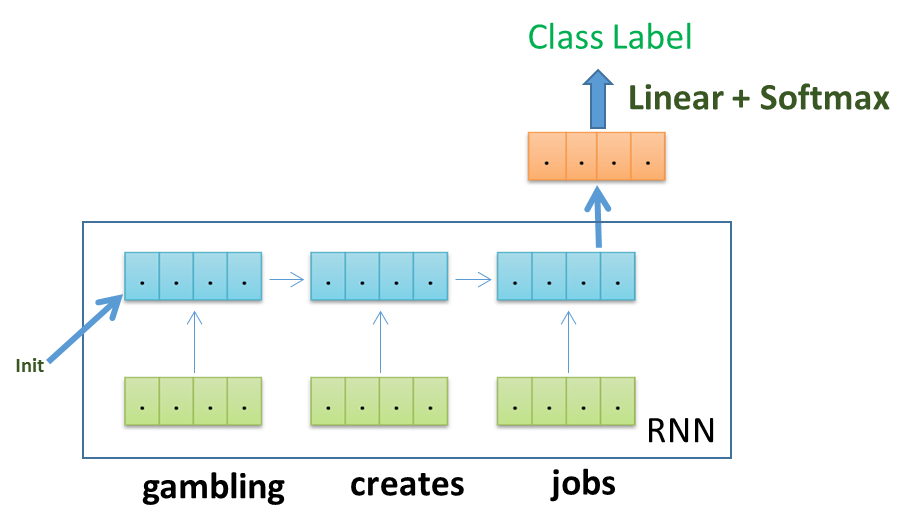 Class Label
Linear + Softmax
Init
RNN
gambling creates jobs